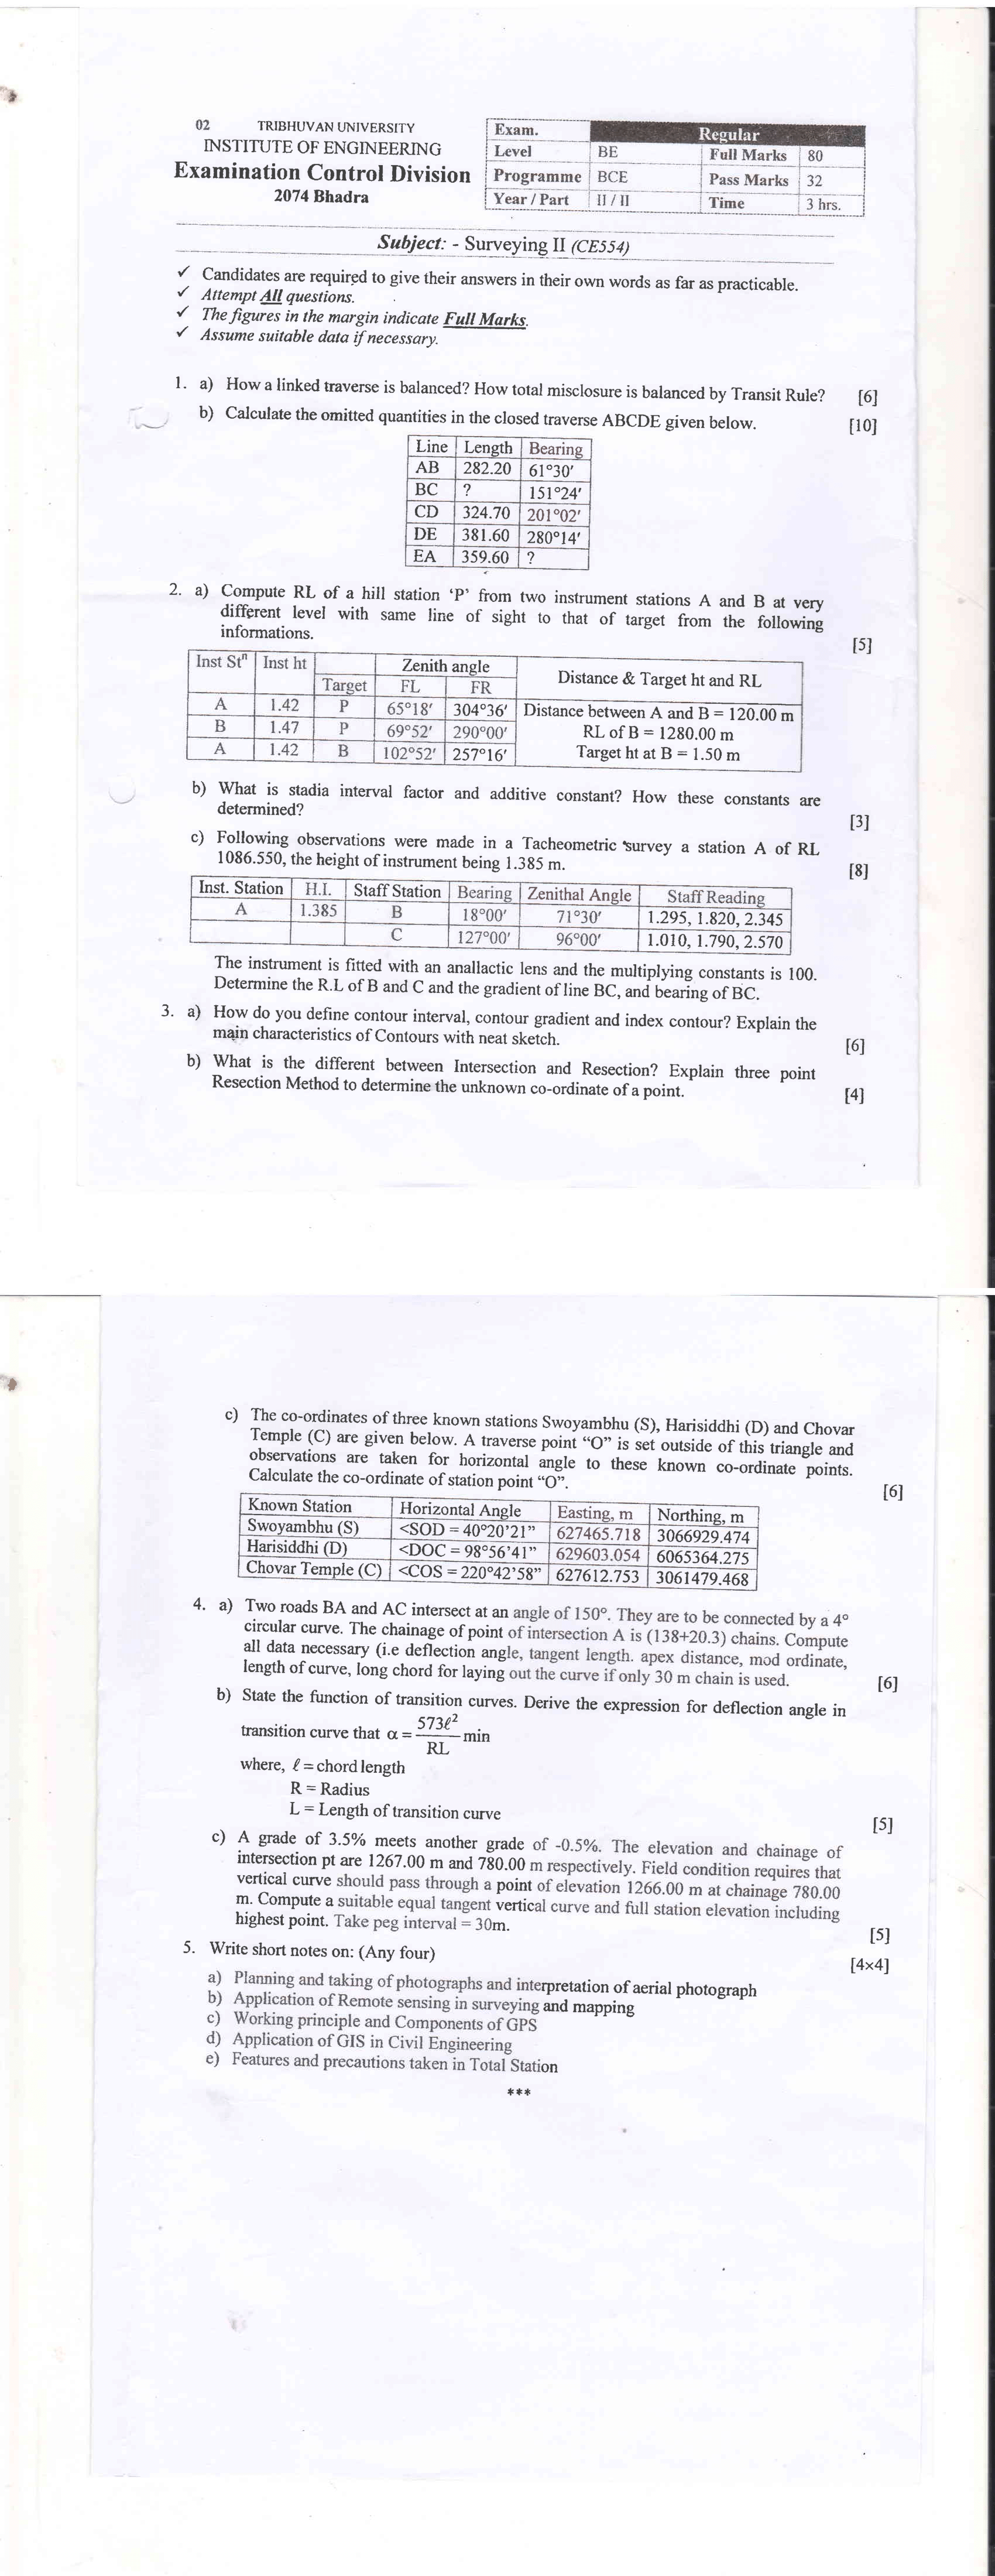 02 TRIBHUVAN UNIVERSITY
INSTITUTE OF ENGINEERING
Examination Control Division
2074 Bhadra
Exam. Regular
Level BE Full Marks 80
Programme BCE Pass Marks 32
Year / Part II / II Time 3 hrs.
Subject: - Surveying II (CE554)
✓ Candidates are required to give their answers in their own words as far as practicable.
✓ Attempt All questions.
✓ The figures in the margin indicate Full Marks.
✓ Assume suitable data if necessary.
1. a) How a linked traverse is balanced? How total misclosure is balanced by Transit Rule? [6]
b) Calculate the omitted quantities in the closed traverse ABCDE given below. [10]
Line Length Bearing
AB 282.20 61°30′
BC ? 151°24′
CD 324.70 201°02′
DE 381.60 280°14′
EA 359.60 ?
2. a) Compute RL of a hill station ‘P’ from two instrument stations A and B at very
different level with same line of sight to that of target from the following
informations. [5]
Inst Stⁿ Inst ht Zenith angle Distance & Target ht and RL
Target FL FR
A 1.42 P 65°18′ 304°36′ Distance between A and B = 120.00 m
B 1.47 P 69°52′ 290°00′ RL of B = 1280.00 m
A 1.42 B 102°52′ 257°16′ Target ht at B = 1.50 m
b) What is stadia interval factor and additive constant? How these constants are
determined? [3]
c) Following observations were made in a Tacheometric survey a station A of RL
1086.550, the height of instrument being 1.385 m. [8]
Inst. Station H.I. Staff Station Bearing Zenithal Angle Staff Reading
A 1.385 B 18°00′ 71°30′ 1.295, 1.820, 2.345
C 127°00′ 96°00′ 1.010, 1.790, 2.570
The instrument is fitted with an anallactic lens and the multiplying constants is 100.
Determine the R.L of B and C and the gradient of line BC, and bearing of BC.
3. a) How do you define contour interval, contour gradient and index contour? Explain the
main characteristics of Contours with neat sketch. [6]
b) What is the different between Intersection and Resection? Explain three point
Resection Method to determine the unknown co-ordinate of a point. [4]
c) The co-ordinates of three known stations Swoyambhu (S), Harisiddhi (D) and Chovar
Temple (C) are given below. A traverse point “O” is set outside of this triangle and
observations are taken for horizontal angle to these known co-ordinate points.
Calculate the co-ordinate of station point “O”. [6]
Known Station Horizontal Angle Easting, m Northing, m
Swoyambhu (S) <SOD = 40°20’21” 627465.718 3066929.474
Harisiddhi (D) <DOC = 98°56’41” 629603.054 6065364.275
Chovar Temple (C) <COS = 220°42’58” 627612.753 3061479.468
4. a) Two roads BA and AC intersect at an angle of 150°. They are to be connected by a 4°
circular curve. The chainage of point of intersection A is (138+20.3) chains. Compute
all data necessary (i.e deflection angle, tangent length. apex distance, mod ordinate,
length of curve, long chord for laying out the curve if only 30 m chain is used. [6]
b) State the function of transition curves. Derive the expression for deflection angle in
transition curve that α = 573ℓ²/RL min
where, ℓ = chord length
R = Radius
L = Length of transition curve [5]
c) A grade of 3.5% meets another grade of -0.5%. The elevation and chainage of
intersection pt are 1267.00 m and 780.00 m respectively. Field condition requires that
vertical curve should pass through a point of elevation 1266.00 m at chainage 780.00
m. Compute a suitable equal tangent vertical curve and full station elevation including
highest point. Take peg interval = 30m. [5]
5. Write short notes on: (Any four) [4×4]
a) Planning and taking of photographs and interpretation of aerial photograph
b) Application of Remote sensing in surveying and mapping
c) Working principle and Components of GPS
d) Application of GIS in Civil Engineering
e) Features and precautions taken in Total Station
***